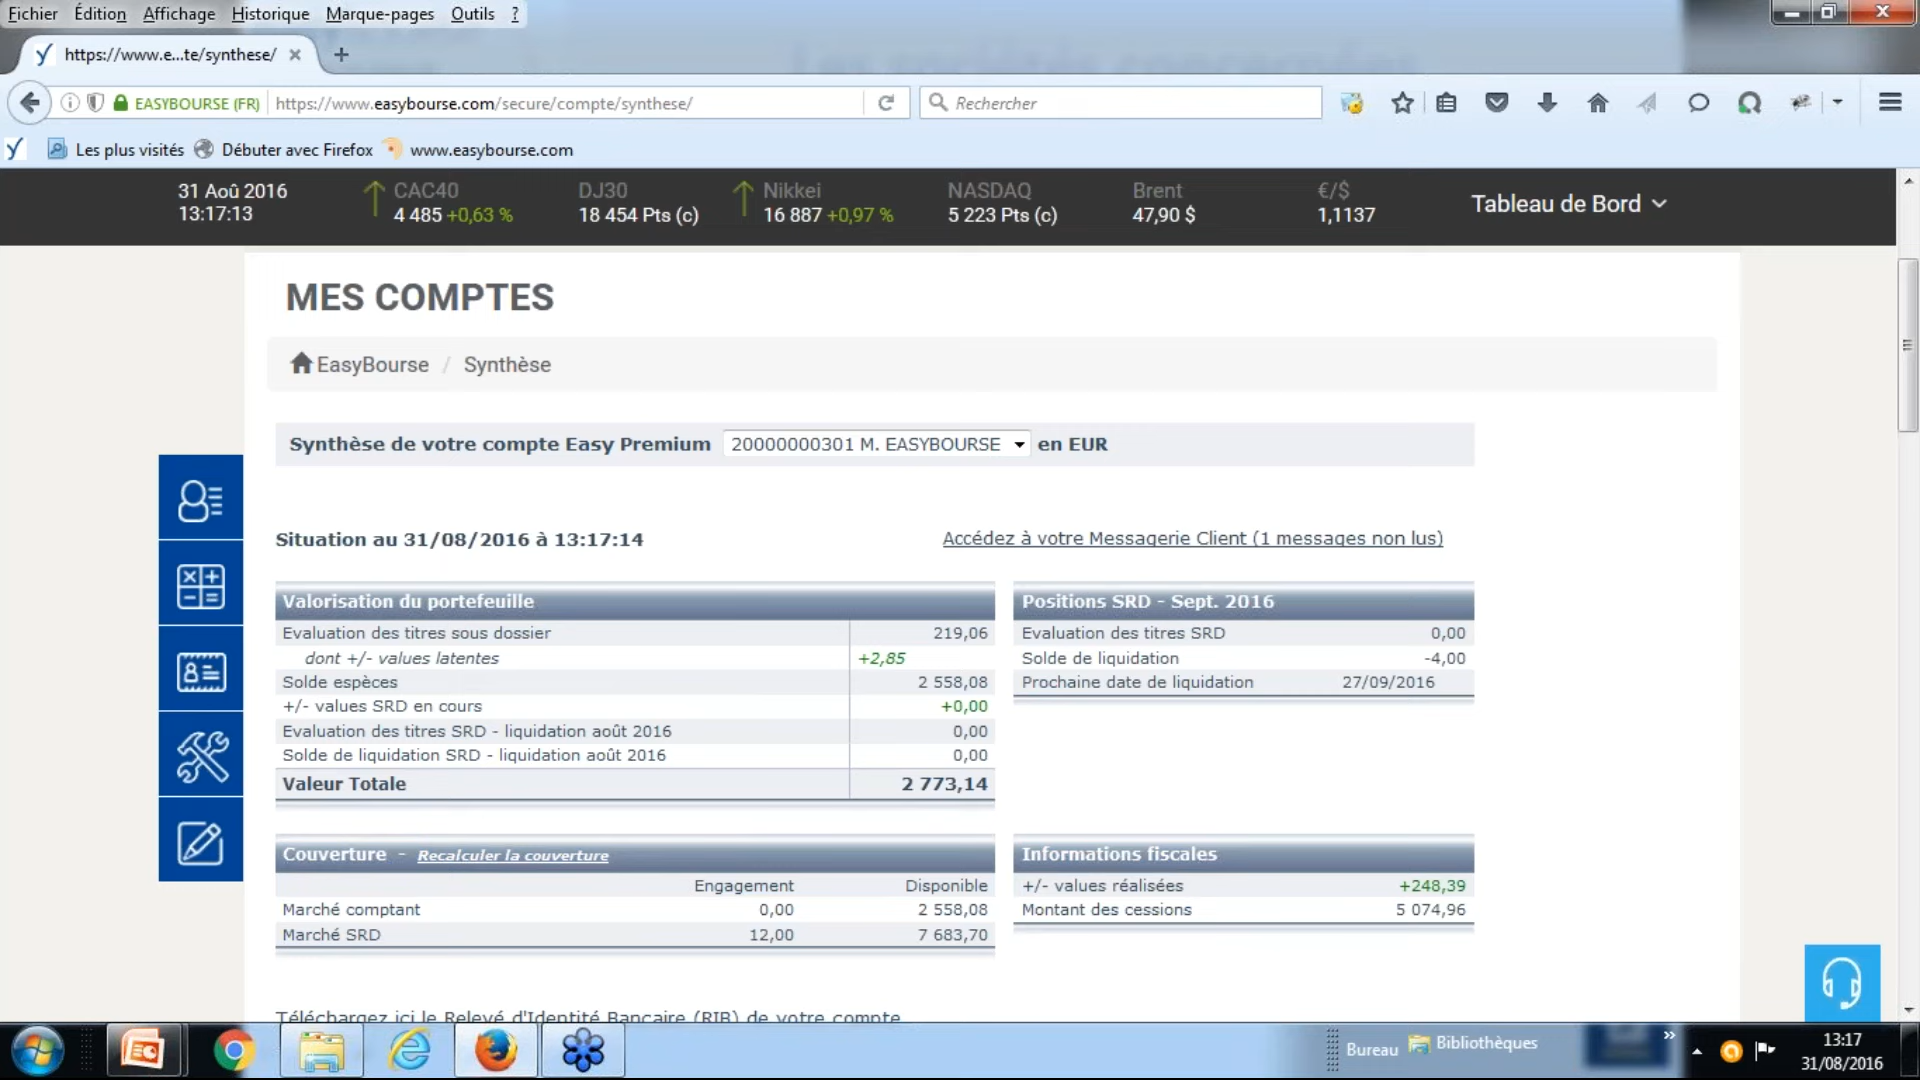 Fichier Édition Affichage Historique Marque-pages Outils ?
https://www.e...te/synthese/
EASYBOURSE (FR) https://www.easybourse.com/secure/compte/synthese/ Rechercher
Les plus visités Débuter avec Firefox www.easybourse.com
31 Aoû 2016 CAC40 DJ30 Nikkei NASDAQ Brent €/$ Tableau de Bord
13:17:13 4 485 +0,63 % 18 454 Pts (c) 16 887 +0,97 % 5 223 Pts (c) 47,90 $ 1,1137
MES COMPTES
EasyBourse / Synthèse
Synthèse de votre compte Easy Premium 20000000301 M. EASYBOURSE en EUR
Situation au 31/08/2016 à 13:17:14 Accédez à votre Messagerie Client (1 messages non lus)
Valorisation du portefeuille
Evaluation des titres sous dossier 219,06
dont +/- values latentes +2,85
Solde espèces 2 558,08
+/- values SRD en cours +0,00
Evaluation des titres SRD - liquidation août 2016 0,00
Solde de liquidation SRD - liquidation août 2016 0,00
Valeur Totale 2 773,14
Positions SRD - Sept. 2016
Evaluation des titres SRD 0,00
Solde de liquidation -4,00
Prochaine date de liquidation 27/09/2016
Couverture - Recalculer la couverture
Engagement Disponible
Marché comptant 0,00 2 558,08
Marché SRD 12,00 7 683,70
Informations fiscales
+/- values réalisées +248,39
Montant des cessions 5 074,96
Téléchargez ici le Relevé d'Identité Bancaire (RIB) de votre compte
Bureau Bibliothèques » 13:17
31/08/2016